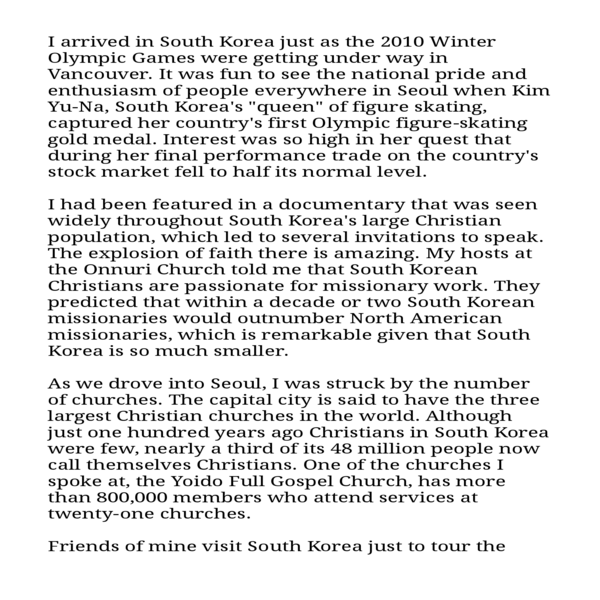 I arrived in South Korea just as the 2010 Winter
Olympic Games were getting under way in
Vancouver. It was fun to see the national pride and
enthusiasm of people everywhere in Seoul when Kim
Yu-Na, South Korea's "queen" of figure skating,
captured her country's first Olympic figure-skating
gold medal. Interest was so high in her quest that
during her final performance trade on the country's
stock market fell to half its normal level.
I had been featured in a documentary that was seen
widely throughout South Korea's large Christian
population, which led to several invitations to speak.
The explosion of faith there is amazing. My hosts at
the Onnuri Church told me that South Korean
Christians are passionate for missionary work. They
predicted that within a decade or two South Korean
missionaries would outnumber North American
missionaries, which is remarkable given that South
Korea is so much smaller.
As we drove into Seoul, I was struck by the number
of churches. The capital city is said to have the three
largest Christian churches in the world. Although
just one hundred years ago Christians in South Korea
were few, nearly a third of its 48 million people now
call themselves Christians. One of the churches I
spoke at, the Yoido Full Gospel Church, has more
than 800,000 members who attend services at
twenty-one churches.
Friends of mine visit South Korea just to tour the